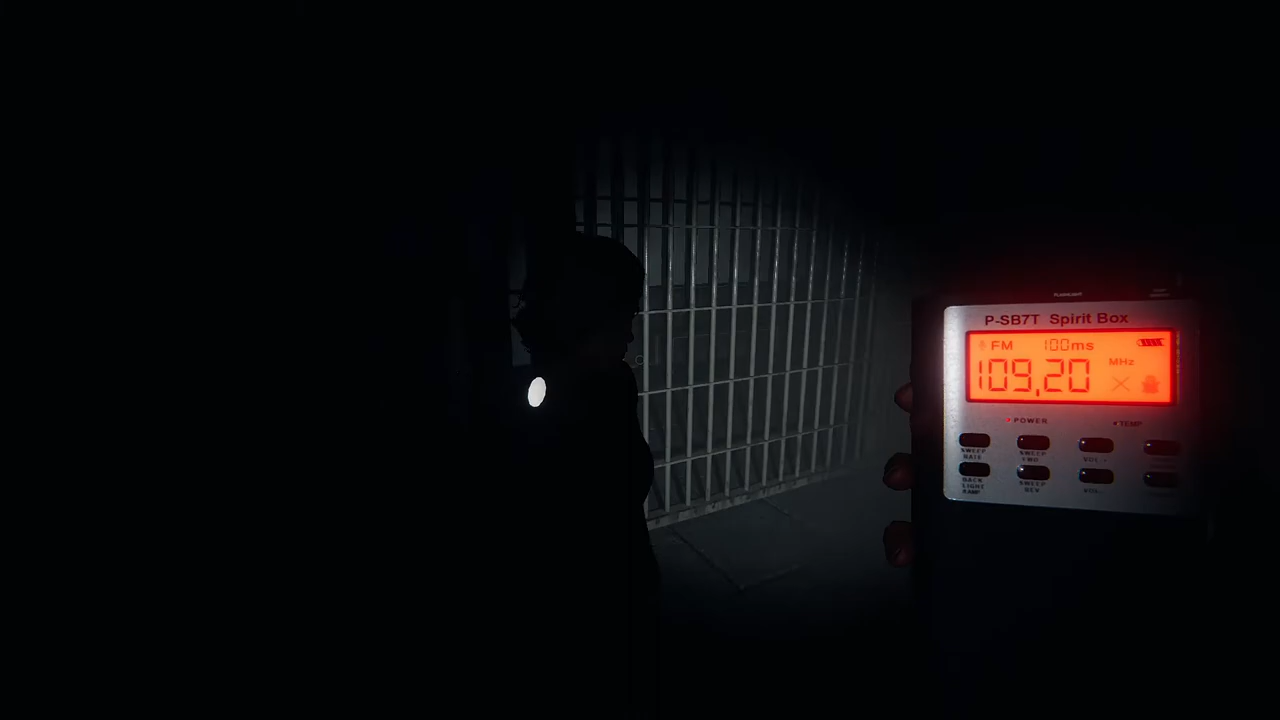 P-SB7T Spirit Box
FM 100ms
109,20 MHz
POWER
TEMP
SWEEP RATE
SWEEP FWD
VOL+
BACK LIGHT
SWEEP REV
VOL-